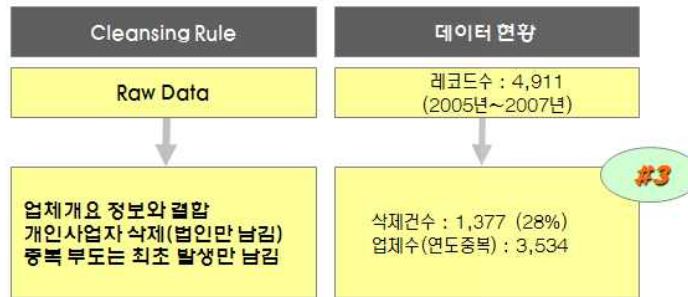 Cleansing Rule
데이터 현황
Raw Data
레코드수 : 4,911
(2005년~2007년)
#3
업체개요 정보와 결합
개인사업자 삭제(법인만 남김)
중복 부도는 최초 발생만 남김
삭제건수 : 1,377 (28%)
업체수(연도중복) : 3,534